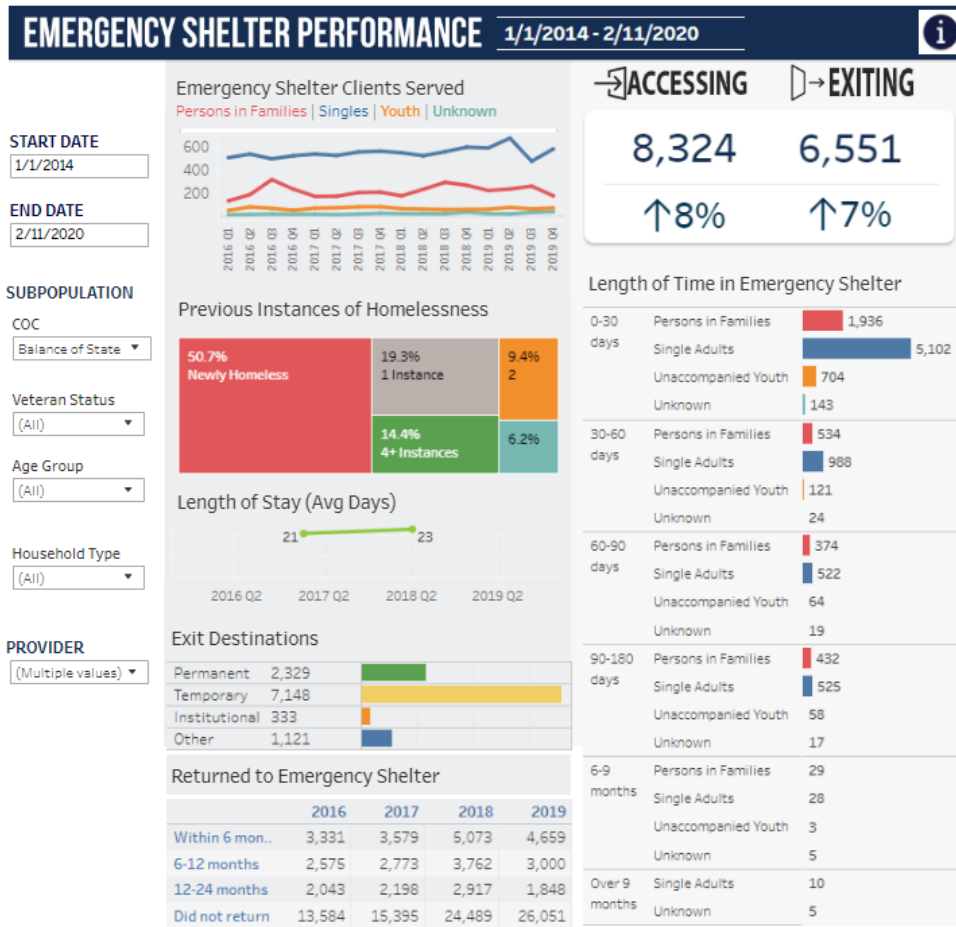 EMERGENCY SHELTER PERFORMANCE 1/1/2014 - 2/11/2020 i
START DATE
1/1/2014
END DATE
2/11/2020
SUBPOPULATION
COC
Balance of State
Veteran Status
(All)
Age Group
(All)
Household Type
(All)
PROVIDER
(Multiple values)
Emergency Shelter Clients Served
Persons in Families | Singles | Youth | Unknown
600
400
200
2016 Q1
2016 Q2
2016 Q3
2016 Q4
2017 Q1
2017 Q2
2017 Q3
2017 Q4
2018 Q1
2018 Q2
2018 Q3
2018 Q4
2019 Q1
2019 Q2
2019 Q3
2019 Q4
Previous Instances of Homelessness
50.7%
Newly Homeless
19.3%
1 Instance
14.4%
4+ Instances
9.4%
2
6.2%
Length of Stay (Avg Days)
21 23
2016 Q2 2017 Q2 2018 Q2 2019 Q2
Exit Destinations
Permanent 2,329
Temporary 7,148
Institutional 333
Other 1,121
Returned to Emergency Shelter
2016 2017 2018 2019
Within 6 mon.. 3,331 3,579 5,073 4,659
6-12 months 2,575 2,773 3,762 3,000
12-24 months 2,043 2,198 2,917 1,848
Did not return 13,584 15,395 24,489 26,051
ACCESSING EXITING
8,324 6,551
↑8% ↑7%
Length of Time in Emergency Shelter
0-30 days
Persons in Families 1,936
Single Adults 5,102
Unaccompanied Youth 704
Unknown 143
30-60 days
Persons in Families 534
Single Adults 988
Unaccompanied Youth 121
Unknown 24
60-90 days
Persons in Families 374
Single Adults 522
Unaccompanied Youth 64
Unknown 19
90-180 days
Persons in Families 432
Single Adults 525
Unaccompanied Youth 58
Unknown 17
6-9 months
Persons in Families 29
Single Adults 28
Unaccompanied Youth 3
Unknown 5
Over 9 months
Single Adults 10
Unknown 5